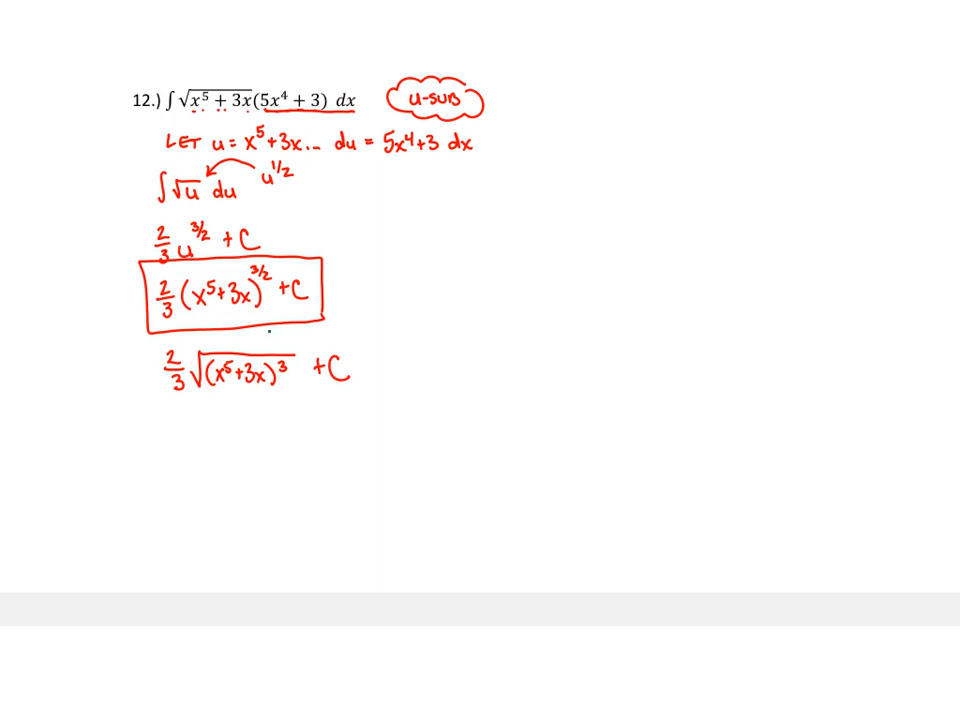 12.) ∫ √(x⁵ + 3x)(5x⁴ + 3) dx u-SUB
LET u = x⁵+3x... du = 5x⁴+3 dx
∫√u du u^1/2
2/3 u^3/2 + C
2/3 (x⁵+3x)^3/2 + C
2/3 √(x⁵+3x)³ + C